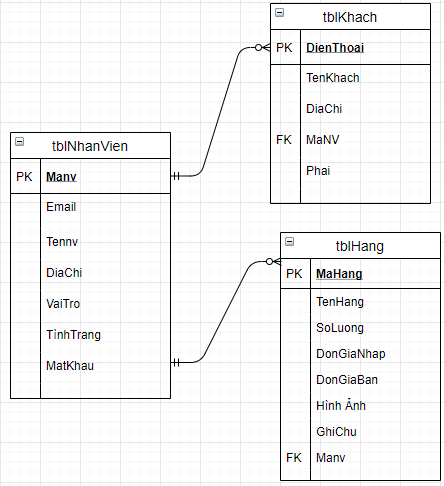 tblKhach
PK DienThoai
TenKhach
DiaChi
FK MaNV
Phai
tblNhanVien
PK Manv
Email
Tennv
DiaChi
VaiTro
TìnhTrang
MatKhau
tblHang
PK MaHang
TenHang
SoLuong
DonGiaNhap
DonGiaBan
Hình Ảnh
GhiChu
FK Manv